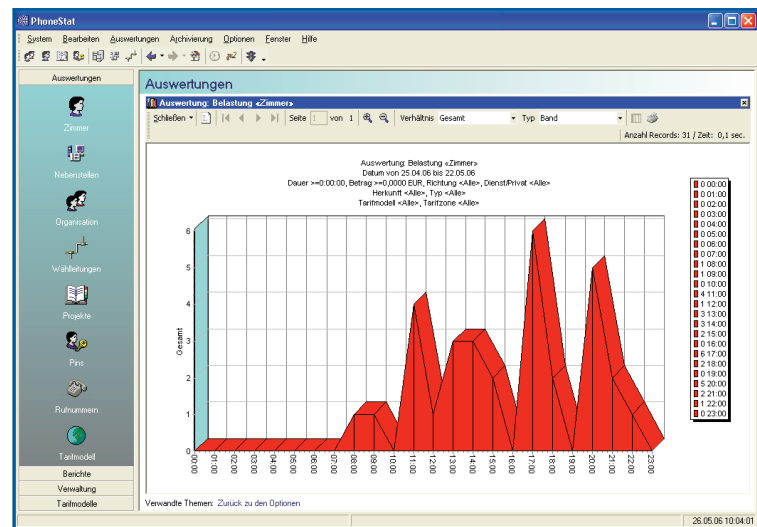 PhoneStat
System Bearbeiten Auswertungen Archivierung Optionen Fenster Hilfe
Auswertungen
Zimmer
Nebenstellen
Organisation
Wählleitungen
Projekte
Pins
Rufnummern
Tarifmodell
Berichte
Verwaltung
Tarifmodelle
Auswertungen
Auswertung: Belastung «Zimmer»
Schließen Seite 1 von 1 Verhältnis Gesamt Typ Band
Anzahl Records: 31 / Zeit: 0,1 sec.
Auswertung: Belastung «Zimmer»
Datum von 25.04.06 bis 22.05.06
Dauer >=0:00:00, Betrag >=0,0000 EUR, Richtung <Alle>, Dienst/Privat <Alle>
Herkunft <Alle>, Typ <Alle>
Tarifmodell <Alle>, Tarifzone <Alle>
6
5
4
3
2
1
0
Gesamt
00:00 01:00 02:00 03:00 04:00 05:00 06:00 07:00 08:00 09:00 10:00 11:00 12:00 13:00 14:00 15:00 16:00 17:00 18:00 19:00 20:00 21:00 22:00 23:00
0 00:00
0 01:00
0 02:00
0 03:00
0 04:00
0 05:00
0 06:00
0 07:00
1 08:00
1 09:00
0 10:00
4 11:00
1 12:00
3 13:00
3 14:00
2 15:00
0 16:00
6 17:00
2 18:00
0 19:00
5 20:00
2 21:00
1 22:00
0 23:00
Verwandte Themen: Zurück zu den Optionen
26.05.06 10:04:01